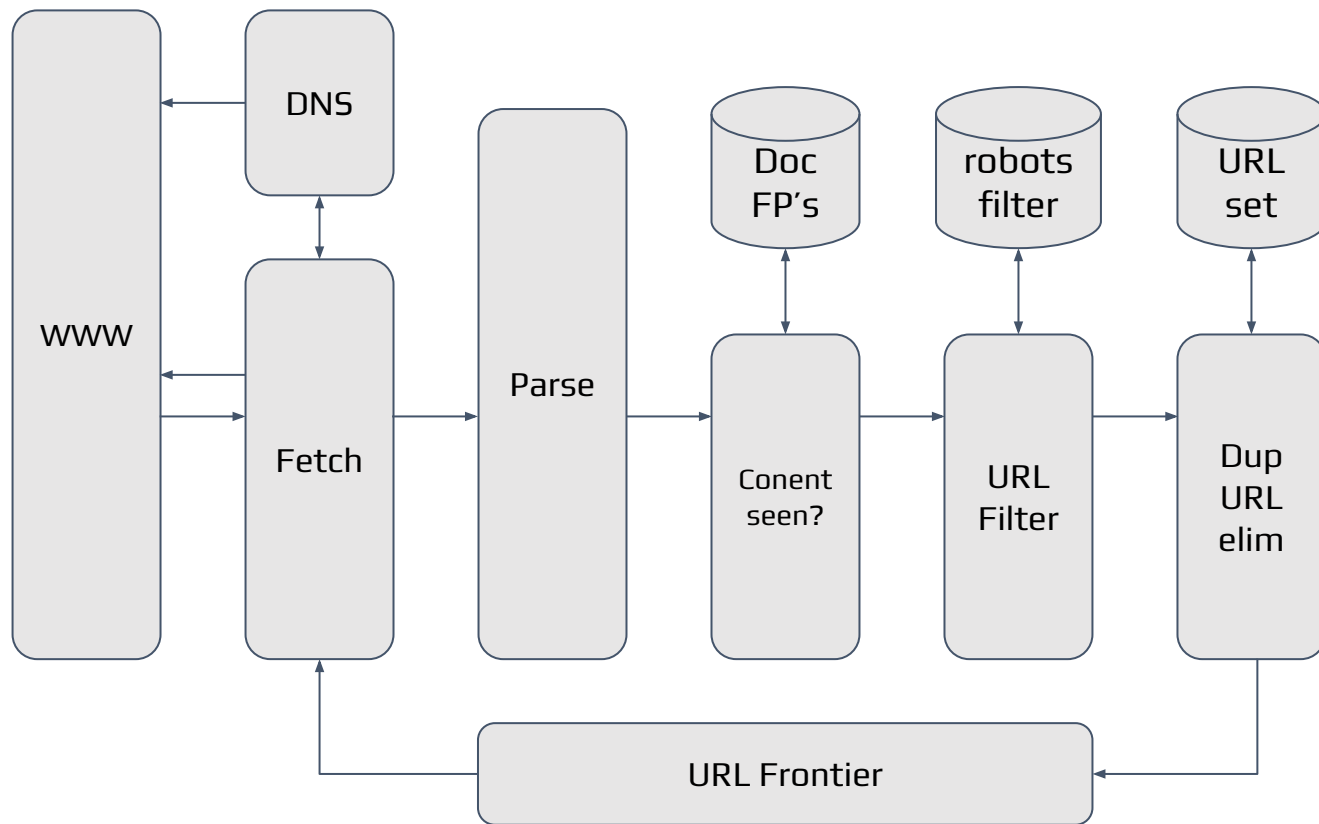 WWW
DNS
Fetch
Parse
Doc
FP’s
Conent
seen?
robots
filter
URL
Filter
URL
set
Dup
URL
elim
URL Frontier